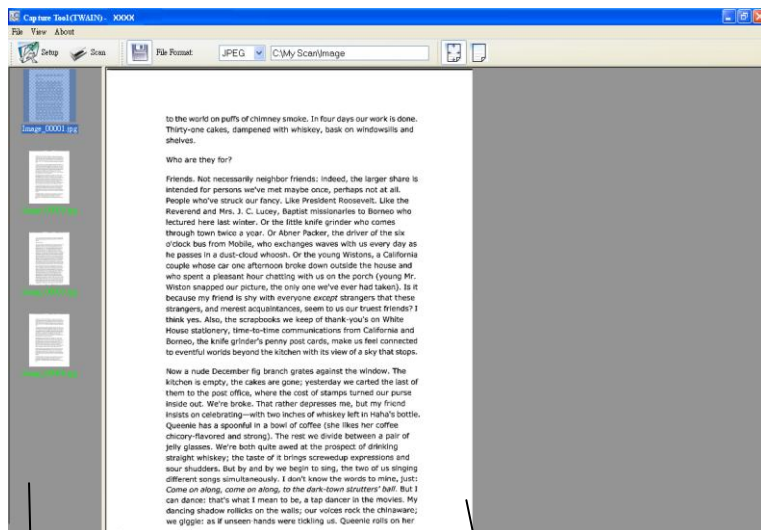 Capture Tool(TWAIN) - XXXX
File View About
Setup Scan File Format: JPEG C:\My Scan\Image
Image_00001.jpg
to the world on puffs of chimney smoke. In four days our work is done.
Thirty-one cakes, dampened with whiskey, bask on windowsills and
shelves.
Who are they for?
Friends. Not necessarily neighbor friends: indeed, the larger share is
intended for persons we've met maybe once, perhaps not at all.
People who've struck our fancy. Like President Roosevelt. Like the
Reverend and Mrs. J. C. Lucey, Baptist missionaries to Borneo who
lectured here last winter. Or the little knife grinder who comes
through town twice a year. Or Abner Packer, the driver of the six
o'clock bus from Mobile, who exchanges waves with us every day as
he passes in a dust-cloud whoosh. Or the young Wistons, a California
couple whose car one afternoon broke down outside the house and
who spent a pleasant hour chatting with us on the porch (young Mr.
Wiston snapped our picture, the only one we've ever had taken). Is it
because my friend is shy with everyone except strangers that these
strangers, and merest acquaintances, seem to us our truest friends? I
think yes. Also, the scrapbooks we keep of thank-you's on White
House stationery, time-to-time communications from California and
Borneo, the knife grinder's penny post cards, make us feel connected
to eventful worlds beyond the kitchen with its view of a sky that stops.
Now a nude December fig branch grates against the window. The
kitchen is empty, the cakes are gone; yesterday we carted the last of
them to the post office, where the cost of stamps turned our purse
inside out. We're broke. That rather depresses me, but my friend
insists on celebrating—with two inches of whiskey left in Haha's bottle.
Queenie has a spoonful in a bowl of coffee (she likes her coffee
chicory-flavored and strong). The rest we divide between a pair of
jelly glasses. We're both quite awed at the prospect of drinking
straight whiskey; the taste of it brings screwedup expressions and
sour shudders. But by and by we begin to sing, the two of us singing
different songs simultaneously. I don't know the words to mine, just:
Come on along, come on along, to the dark-town strutters' ball. But I
can dance: that's what I mean to be, a tap dancer in the movies. My
dancing shadow rollicks on the walls; our voices rock the chinaware;
we giggle: as if unseen hands were tickling us. Queenie rolls on her